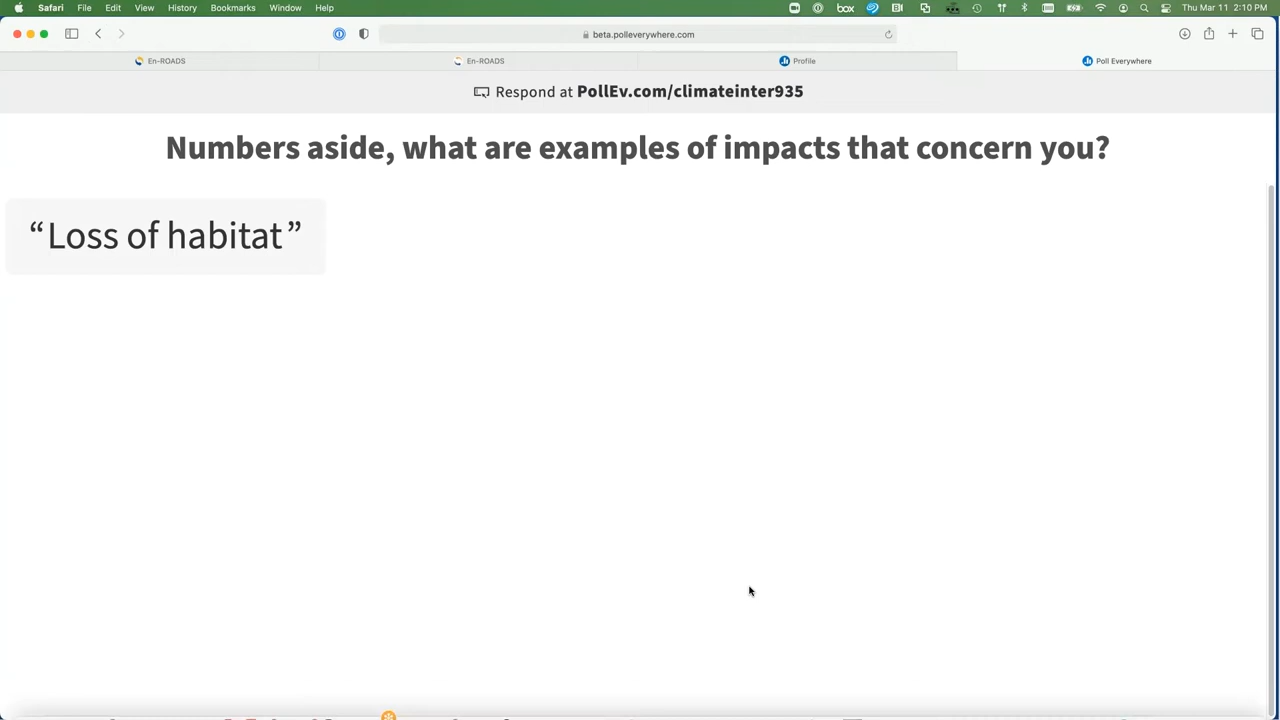 Safari File Edit View History Bookmarks Window Help box Thu Mar 11 2:10 PM
beta.polleverywhere.com
En-ROADS En-ROADS Profile Poll Everywhere
Respond at PollEv.com/climateinter935
Numbers aside, what are examples of impacts that concern you?
“Loss of habitat”